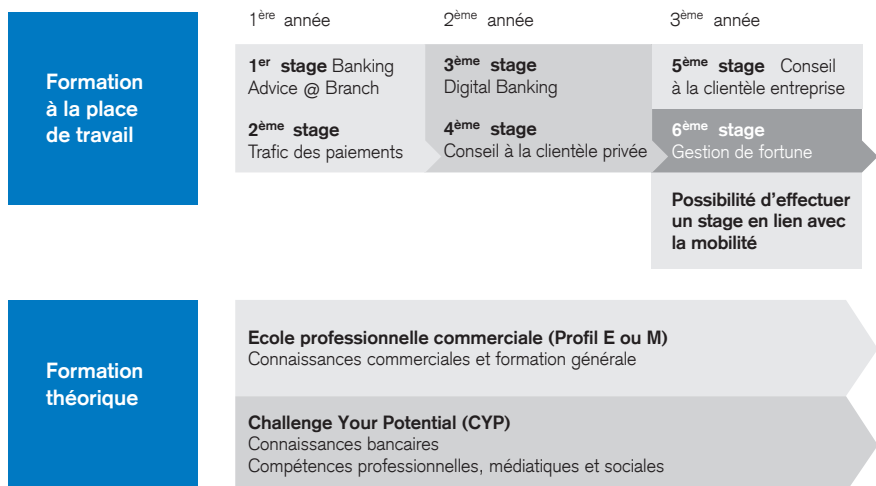 1ère année
2ème année
3ème année
Formation
à la place
de travail
1er stage Banking
Advice @ Branch
2ème stage
Trafic des paiements
3ème stage
Digital Banking
4ème stage
Conseil à la clientèle privée
5ème stage Conseil
à la clientèle entreprise
6ème stage
Gestion de fortune
Possibilité d'effectuer
un stage en lien avec
la mobilité
Formation
théorique
Ecole professionnelle commerciale (Profil E ou M)
Connaissances commerciales et formation générale
Challenge Your Potential (CYP)
Connaissances bancaires
Compétences professionnelles, médiatiques et sociales